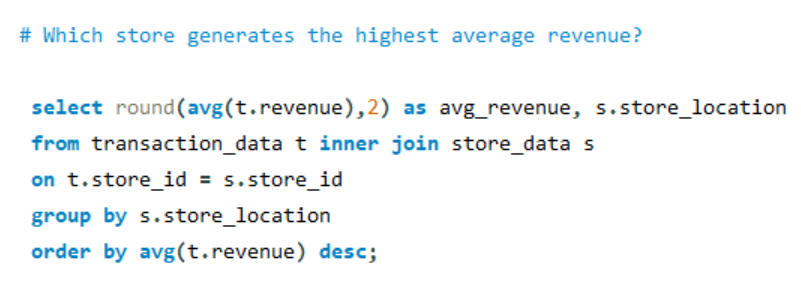 # Which store generates the highest average revenue?
select round(avg(t.revenue),2) as avg_revenue, s.store_location
from transaction_data t inner join store_data s
on t.store_id = s.store_id
group by s.store_location
order by avg(t.revenue) desc;